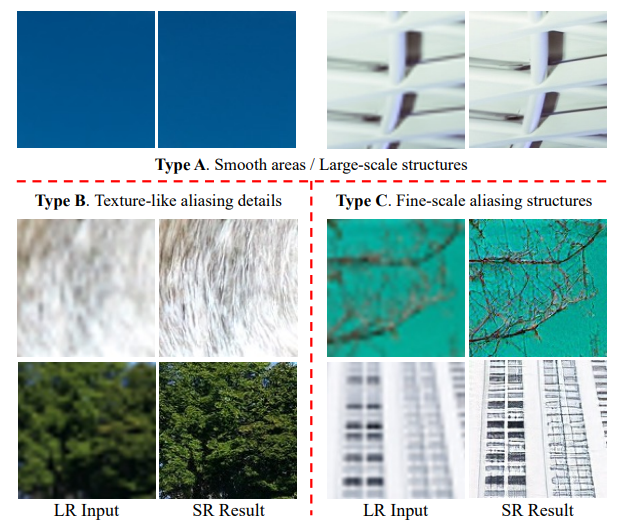 Type A. Smooth areas / Large-scale structures
Type B. Texture-like aliasing details
Type C. Fine-scale aliasing structures
LR Input
SR Result
LR Input
SR Result